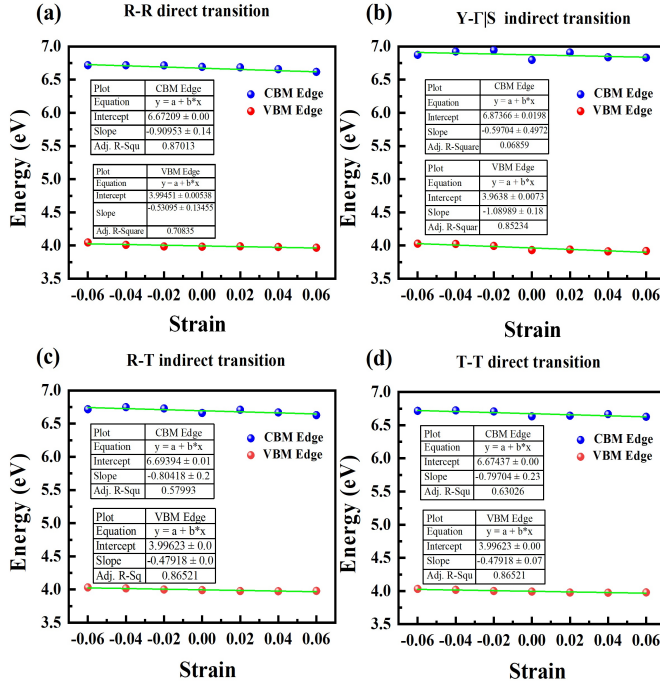 (a)
R-R direct transition
7.0
6.5
6.0
5.5
5.0
4.5
4.0
3.5
Energy (eV)
Plot CBM Edge
Equation y = a + b*x
Intercept 6.67209 ± 0.00
Slope -0.90953 ± 0.14
Adj. R-Squ 0.87013
Plot VBM Edge
Equation y = a + b*x
Intercept 3.99451 ± 0.00538
Slope -0.53095 ± 0.13455
Adj. R-Square 0.70835
CBM Edge
VBM Edge
-0.06 -0.04 -0.02 0.00 0.02 0.04 0.06
Strain
(b)
Y-Γ|S indirect transition
7.0
6.5
6.0
5.5
5.0
4.5
4.0
3.5
Energy (eV)
Plot CBM Edge
Equation y = a + b*x
Intercept 6.87366 ± 0.0198
Slope -0.59704 ± 0.4972
Adj. R-Square 0.06859
Plot VBM Edge
Equation y = a + b*x
Intercept 3.9638 ± 0.0073
Slope -1.08989 ± 0.18
Adj. R-Squar 0.85234
CBM Edge
VBM Edge
-0.06 -0.04 -0.02 0.00 0.02 0.04 0.06
Strain
(c)
R-T indirect transition
7.0
6.5
6.0
5.5
5.0
4.5
4.0
3.5
Energy (eV)
Plot CBM Edge
Equation y = a + b*x
Intercept 6.69394 ± 0.01
Slope -0.80418 ± 0.2
Adj. R-Squ 0.57993
Plot VBM Edge
Equation y = a + b*x
Intercept 3.99623 ± 0.0
Slope -0.47918 ± 0.0
Adj. R-Sq 0.86521
CBM Edge
VBM Edge
-0.06 -0.04 -0.02 0.00 0.02 0.04 0.06
Strain
(d)
T-T direct transition
7.0
6.5
6.0
5.5
5.0
4.5
4.0
3.5
Energy (eV)
Plot CBM Edge
Equation y = a + b*x
Intercept 6.67437 ± 0.00
Slope -0.79704 ± 0.23
Adj. R-Squ 0.63026
Plot VBM Edge
Equation y = a + b*x
Intercept 3.99623 ± 0.00
Slope -0.47918 ± 0.07
Adj. R-Squ 0.86521
CBM Edge
VBM Edge
-0.06 -0.04 -0.02 0.00 0.02 0.04 0.06
Strain